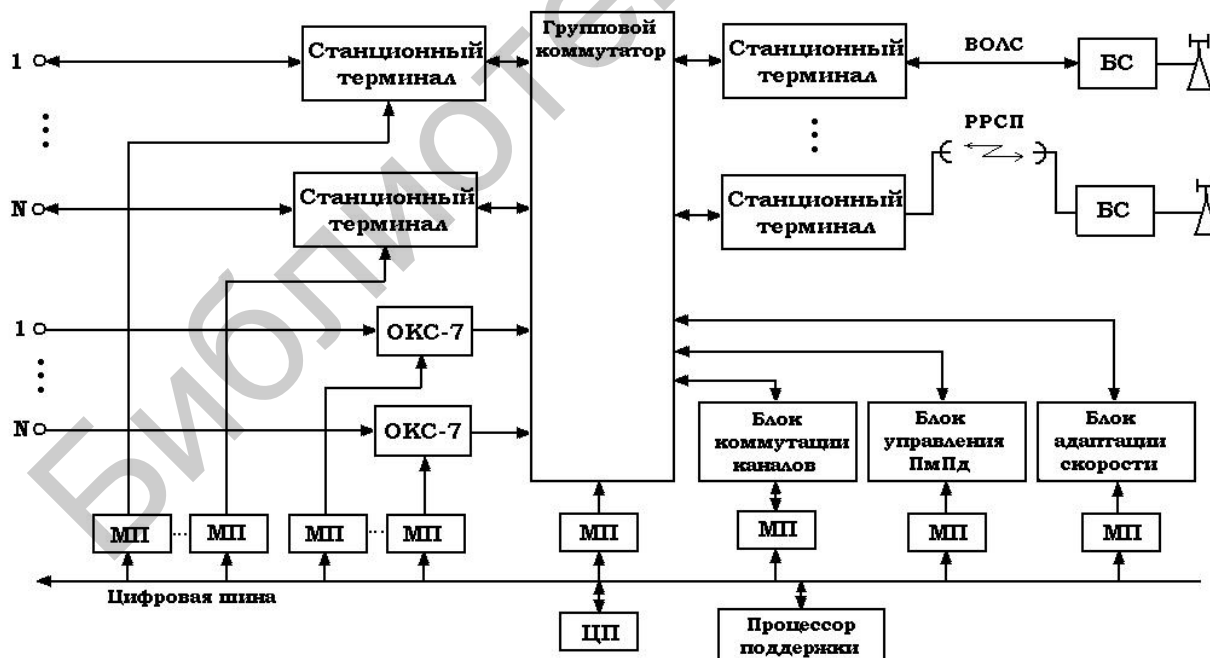 Групповой
коммутатор
Станционный
терминал
Станционный
терминал
ВОЛС
БС
1
РРСП
N
Станционный
терминал
Станционный
терминал
БС
1
ОКС-7
N
ОКС-7
Блок
коммутации
каналов
Блок
управления
ПмПд
Блок
адаптации
скорости
МП
МП
МП
МП
МП
МП
МП
МП
Цифровая шина
ЦП
Процессор
поддержки
Библиоте